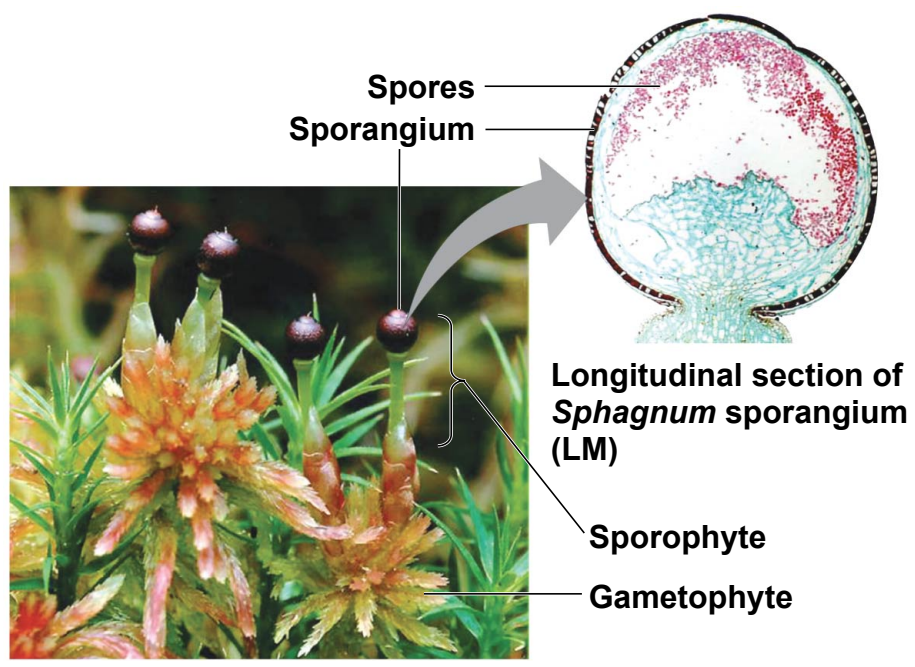 Spores
Sporangium
Longitudinal section of
Sphagnum sporangium
(LM)
Sporophyte
Gametophyte